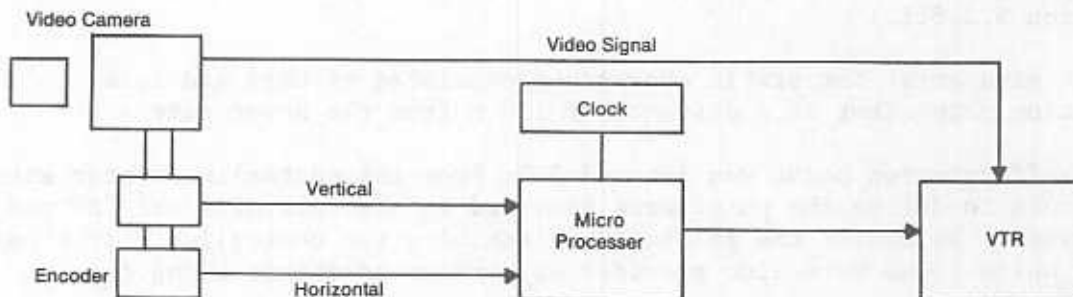 Video Camera
Video Signal
Clock
Vertical
Micro
Processer
VTR
Encoder
Horizontal